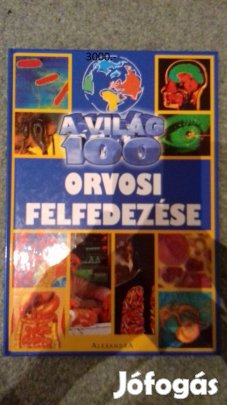 3000.-
A VILÁG
100
ORVOSI
FELFEDEZÉSE
ALEXANDRA
Jófogás